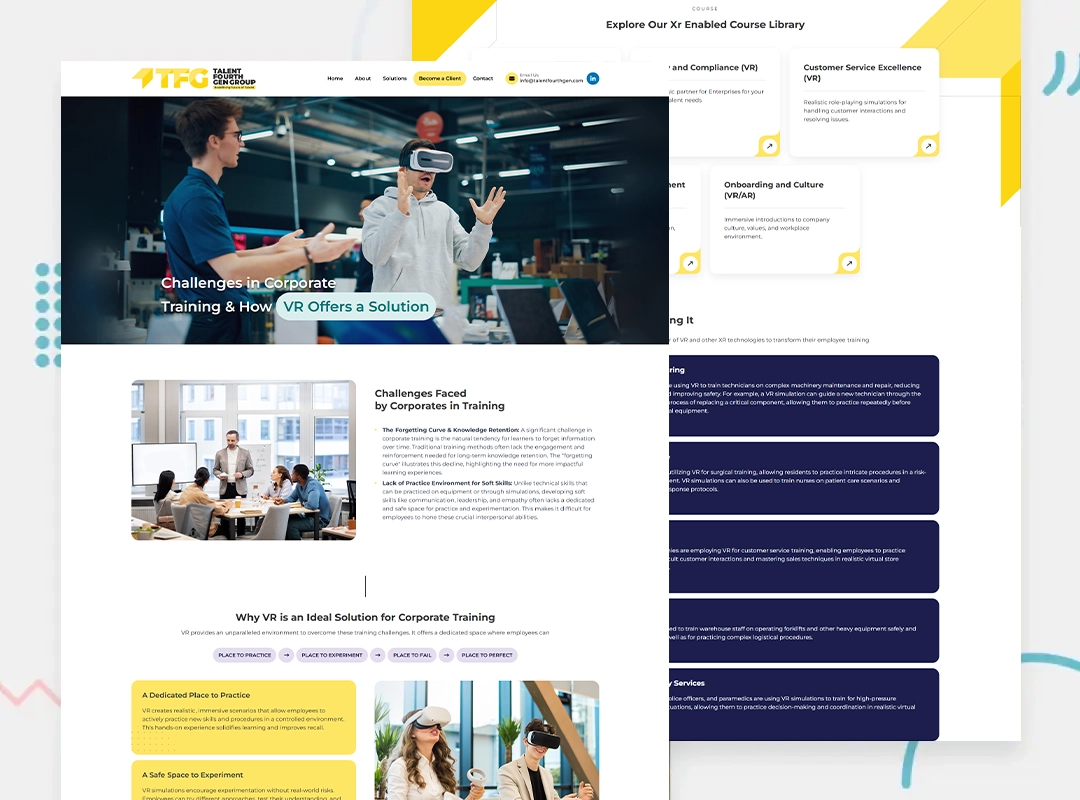 TFG TALENT
FOURTH
GEN GROUP
Home About Solutions Become a Client Contact
Email Us
info@talentfourthgen.com
in
Challenges in Corporate
Training & How VR Offers a Solution
Challenges Faced
by Corporates in Training
The Forgetting Curve & Knowledge Retention: A significant challenge in
corporate training is the natural tendency for learners to forget information
over time. Traditional training methods often lack the engagement and
reinforcement needed for long-term knowledge retention. The "forgetting
curve" illustrates this decline, highlighting the need for more impactful
learning experiences.
Lack of Practice Environment for Soft Skills: Unlike technical skills that
can be practiced on equipment or through simulations, developing soft
skills like communication, leadership, and empathy often lacks a dedicated
and safe space for practice and experimentation. This makes it difficult for
employees to hone these crucial interpersonal abilities.
Why VR is an Ideal Solution for Corporate Training
VR provides an unparalleled environment to overcome these training challenges. It offers a dedicated space where employees can
PLACE TO PRACTICE → PLACE TO EXPERIMENT → PLACE TO FAIL → PLACE TO PERFECT
A Dedicated Place to Practice
VR creates realistic, immersive scenarios that allow employees to
actively practice new skills and procedures in a controlled environment.
This hands-on experience solidifies learning and improves recall.
A Safe Space to Experiment
VR simulations encourage experimentation without real-world risks.
Employees can try different approaches, test their understanding, and
COURSE
Explore Our Xr Enabled Course Library
and Compliance (VR)
partner for Enterprises for your
needs.
Customer Service Excellence
(VR)
Realistic role-playing simulations for
handling customer interactions and
resolving issues.
Onboarding and Culture
(VR/AR)
Immersive introductions to company
culture, values, and workplace
environment.
ng It
of VR and other XR technologies to transform their employee training
ring
using VR to train technicians on complex machinery maintenance and repair, reducing
improving safety. For example, a VR simulation can guide a new technician through the
rocess of replacing a critical component, allowing them to practice repeatedly before
equipment.
utilizing VR for surgical training, allowing residents to practice intricate procedures in a risk-
ent. VR simulations can also be used to train nurses on patient care scenarios and
sponse protocols.
ies are employing VR for customer service training, enabling employees to practice
cult customer interactions and mastering sales techniques in realistic virtual store
ed to train warehouse staff on operating forklifts and other heavy equipment safely and
well as for practicing complex logistical procedures.
y Services
olice officers, and paramedics are using VR simulations to train for high-pressure
uations, allowing them to practice decision-making and coordination in realistic virtual